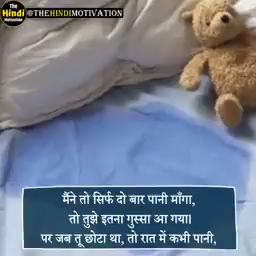 The
Hindi
Motivation
@THEHINDIMOTIVATION
मैंने तो सिर्फ दो बार पानी माँगा,
तो तुझे इतना गुस्सा आ गया।
पर जब तू छोटा था, तो रात में कभी पानी,